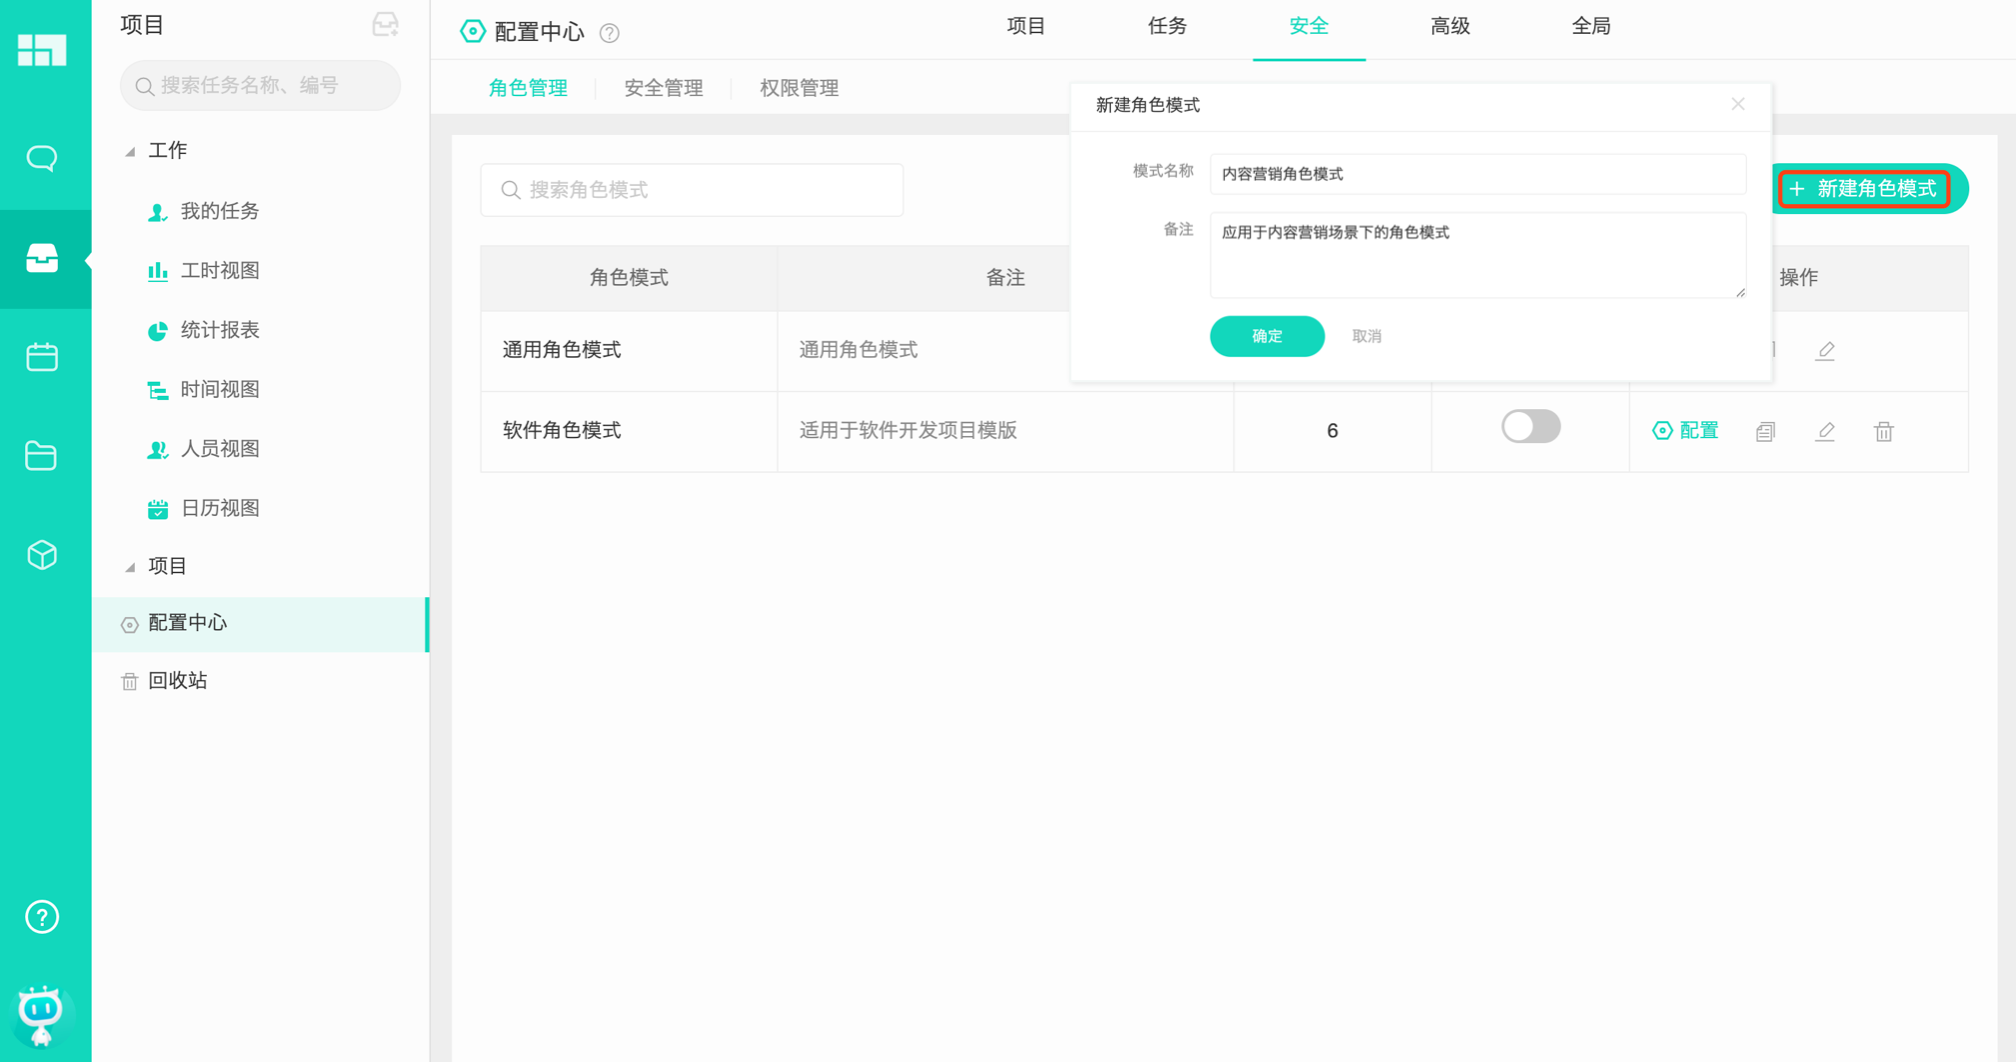 项目
搜索任务名称、编号
工作
我的任务
工时视图
统计报表
时间视图
人员视图
日历视图
项目
配置中心
回收站
?
配置中心 ?
项目 任务 安全 高级 全局
角色管理 安全管理 权限管理
搜索角色模式
+ 新建角色模式
新建角色模式
模式名称 内容营销角色模式
备注 应用于内容营销场景下的角色模式
确定 取消
角色模式 备注 操作
通用角色模式 通用角色模式
软件角色模式 适用于软件开发项目模版 6 配置